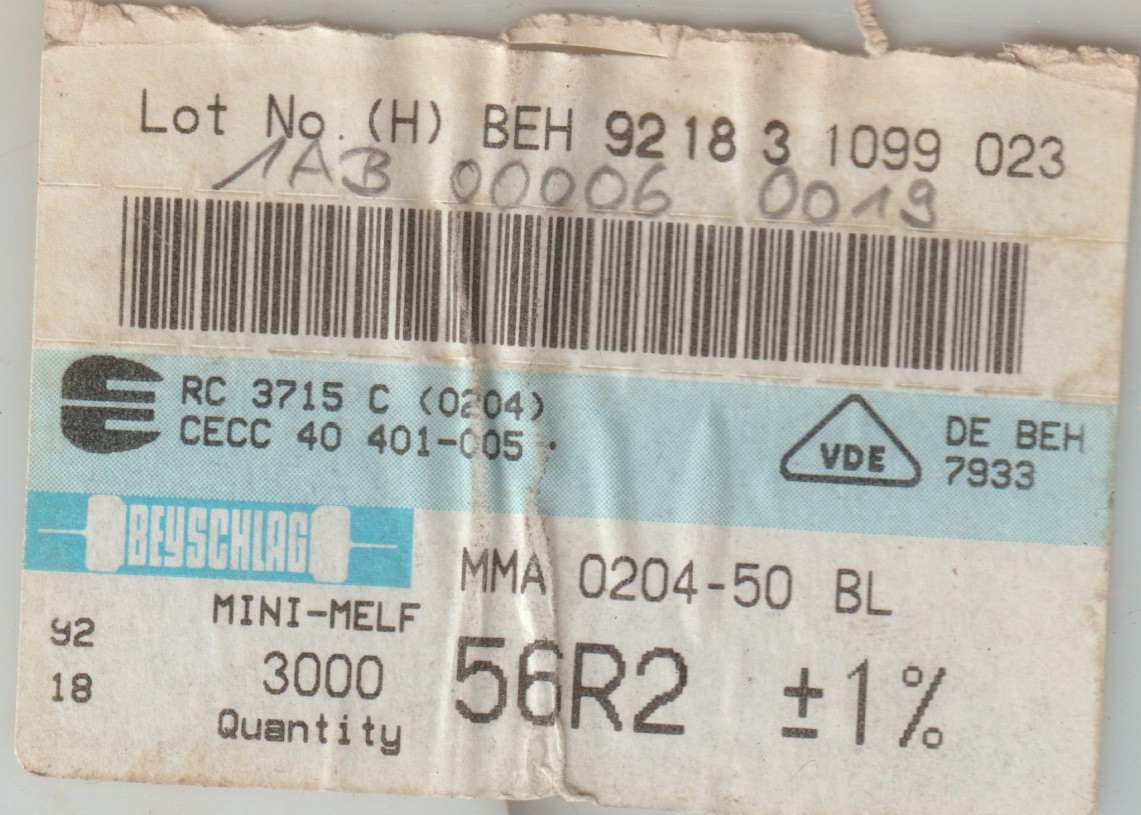 Lot No. (H) BEH 92 18 3 1099 023
1AB 00006 0019
RC 3715 C (0204)
CECC 40 401-005
VDE
DE BEH
7933
BEYSCHLAG
MMA 0204-50 BL
MINI-MELF
92
18
3000
Quantity
56R2 ±1%